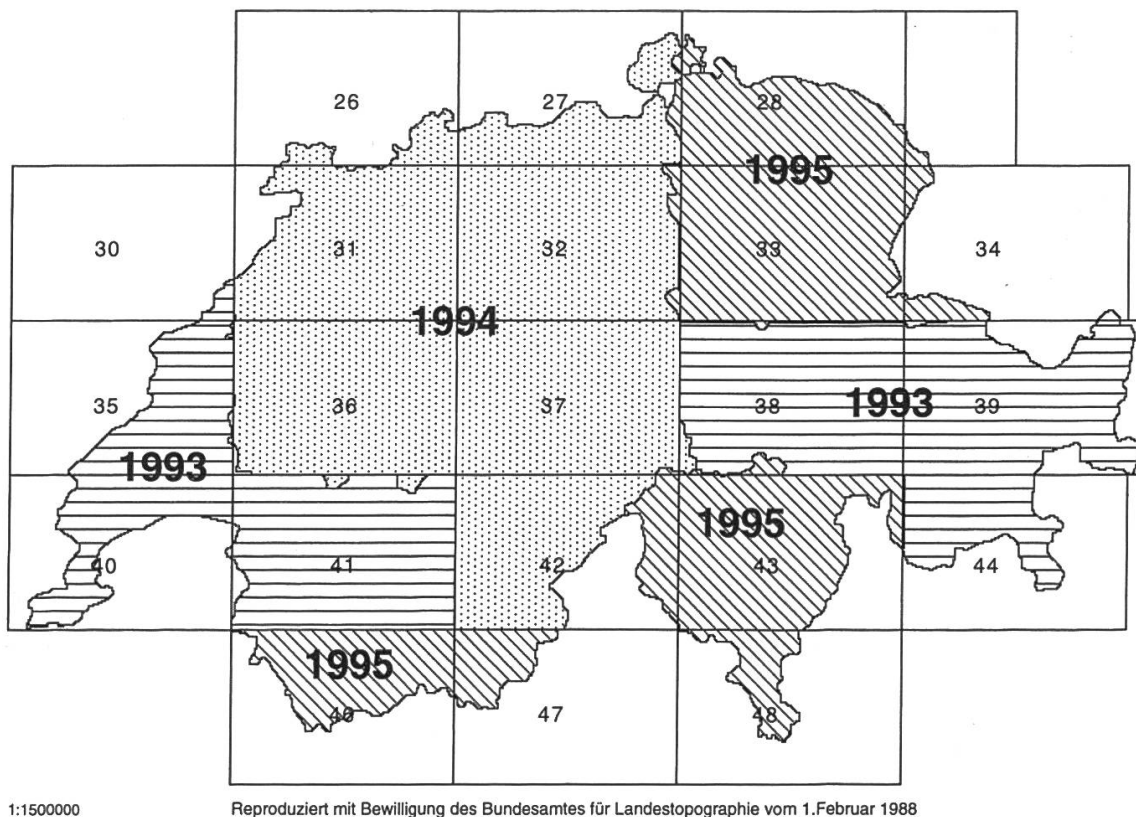 26 27 28
1995
30 31 32 33 34
1994
35 36 37 38 1993 39
1993
1995
40 41 42 43 44
1995
46 47 48
1:1500000 Reproduziert mit Bewilligung des Bundesamtes für Landestopographie vom 1.Februar 1988